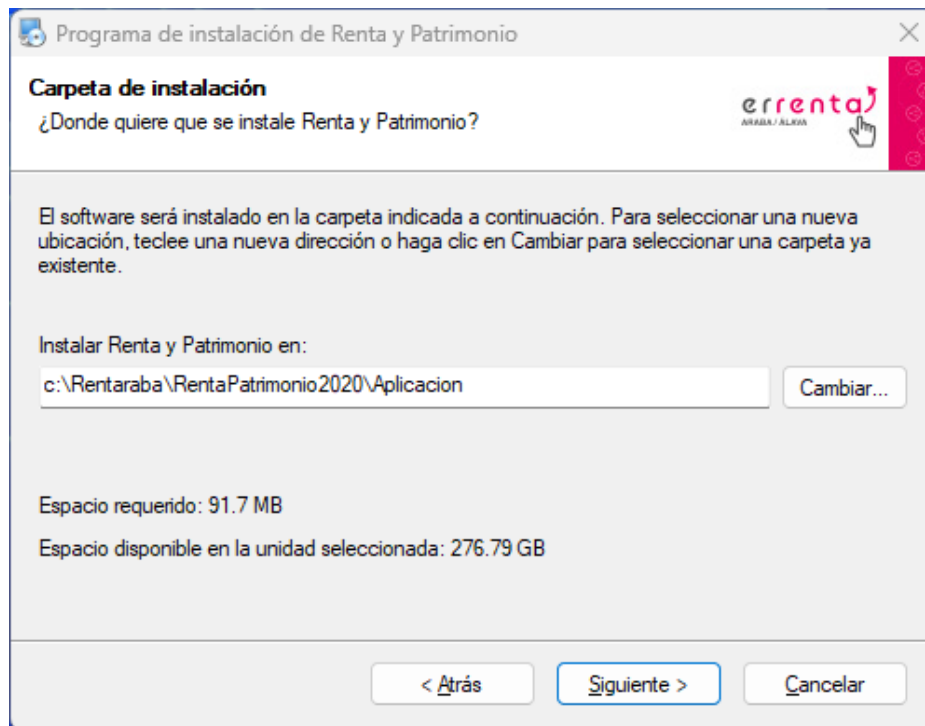 Programa de instalación de Renta y Patrimonio
Carpeta de instalación
¿Donde quiere que se instale Renta y Patrimonio?
errenta
ARABA / ÁLAVA
El software será instalado en la carpeta indicada a continuación. Para seleccionar una nueva
ubicación, teclee una nueva dirección o haga clic en Cambiar para seleccionar una carpeta ya
existente.
Instalar Renta y Patrimonio en:
c:\Rentaraba\RentaPatrimonio2020\Aplicacion
Cambiar...
Espacio requerido: 91.7 MB
Espacio disponible en la unidad seleccionada: 276.79 GB
< Atrás
Siguiente >
Cancelar